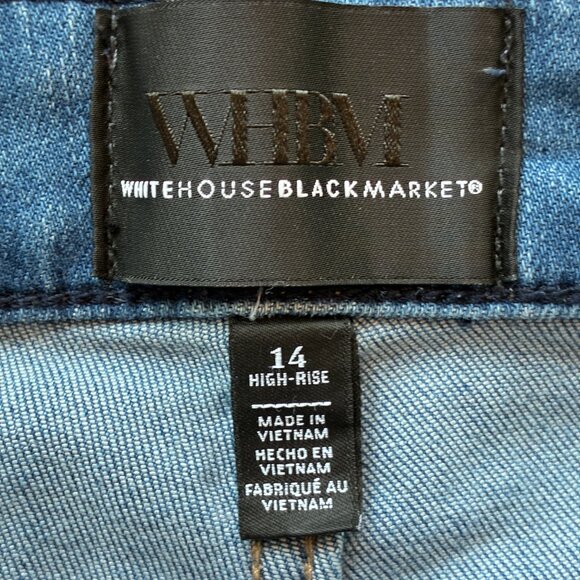 WHBM
WHITEHOUSEBLACKMARKET®
14
HIGH-RISE
MADE IN
VIETNAM
HECHO EN
VIETNAM
FABRIQUÉ AU
VIETNAM